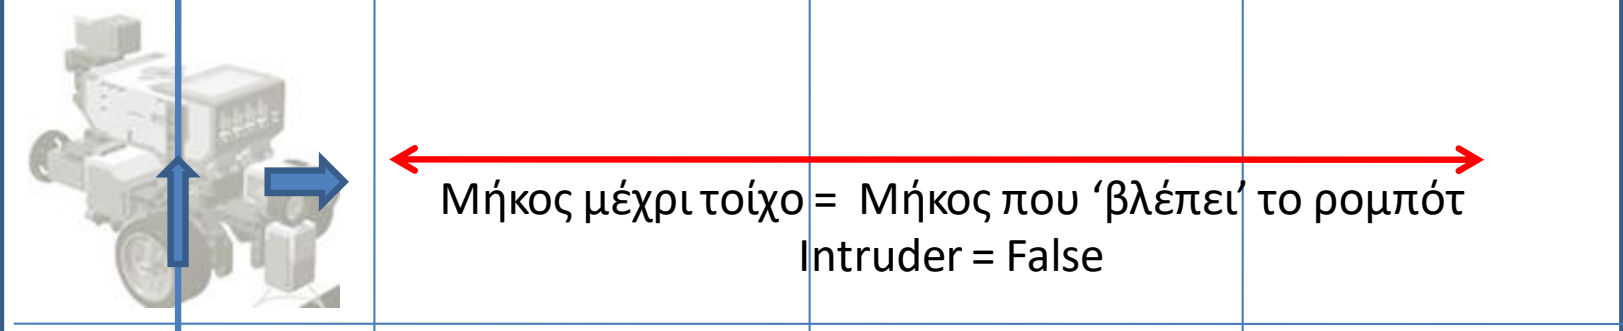 Μήκος μέχρι τοίχο = Μήκος που ‘βλέπει’ το ρομπότ
Intruder = False